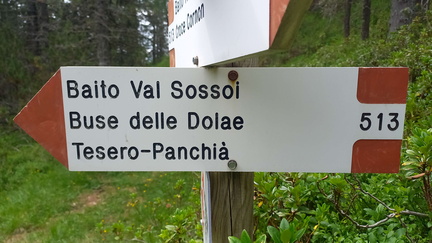 Baito Val Sossoi
Buse delle Dolae
513
Tesero-Panchià